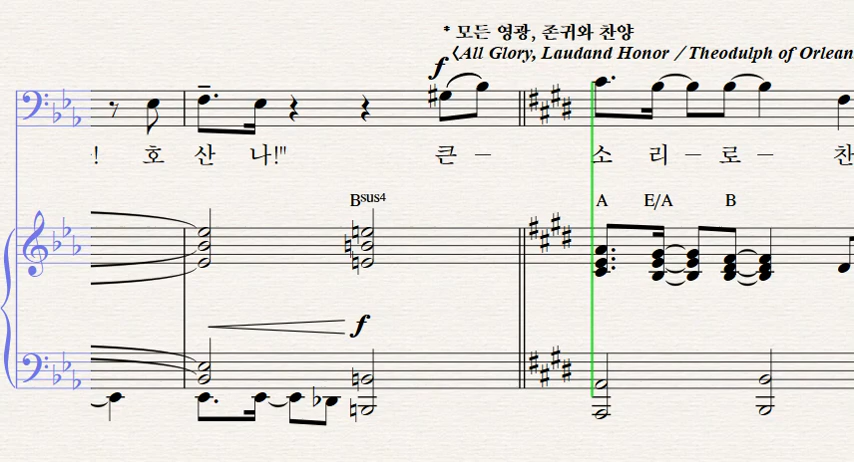 * 모든 영광, 존귀와 찬양
〈All Glory, Laudand Honor / Theodulph of Orlean
f
! 호 산 나!" 큰 – 소 리 – 로 – 찬
Bsus4 A E/A B
f